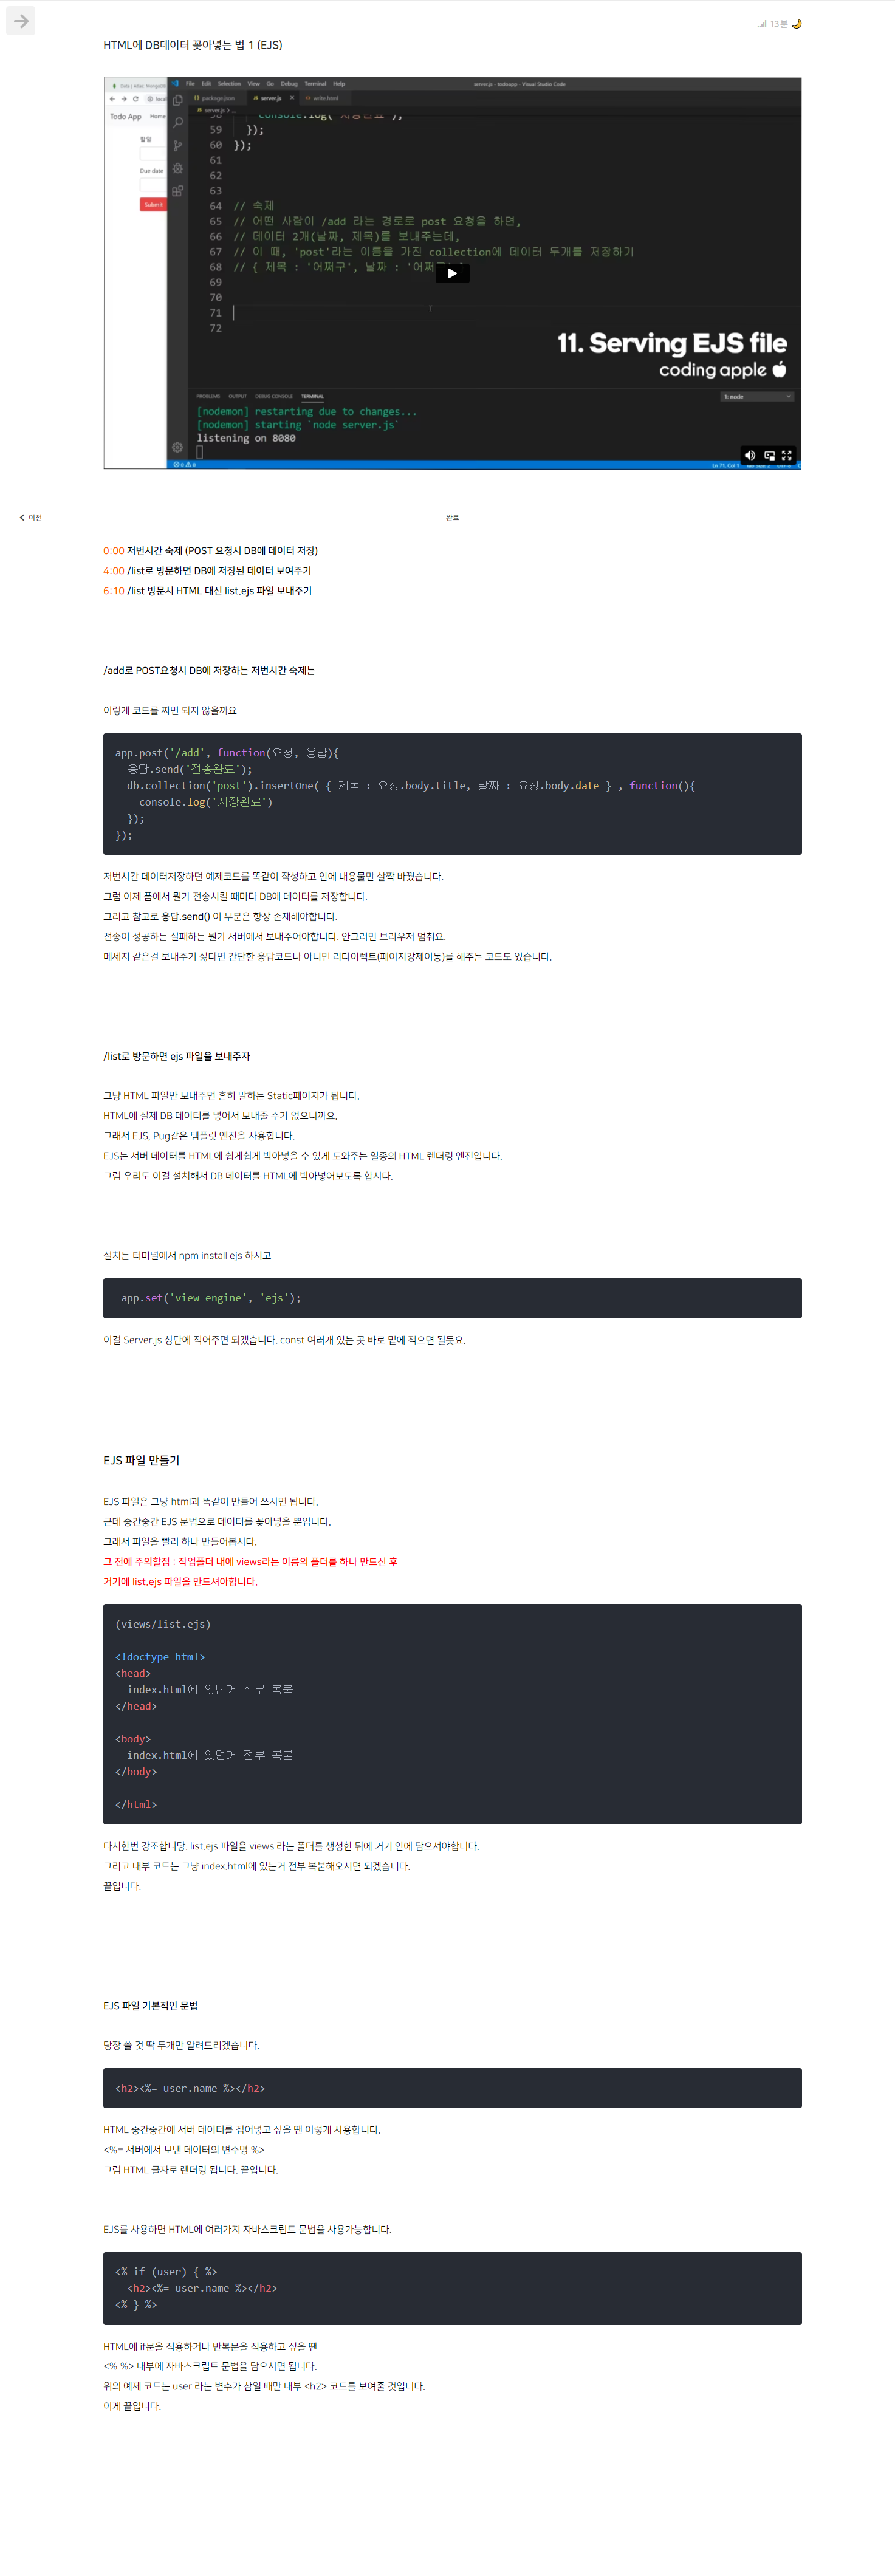 13분
HTML에 DB데이터 꽂아넣는 법 1 (EJS)
File Edit Selection View Go Debug Terminal Help
server.js - todoapp - Visual Studio Code
package.json
server.js
write.html
server.js > ...
Todo App Home
할일
Due date
Submit
59 });
60 });
61
62
63
64 // 숙제
65 // 어떤 사람이 /add 라는 경로로 post 요청을 하면,
66 // 데이터 2개(날짜, 제목)를 보내주는데,
67 // 이 때, 'post'라는 이름을 가진 collection에 데이터 두개를 저장하기
68 // { 제목 : '어쩌구', 날짜 : '어쩌
69
70
71
72
11. Serving EJS file
coding apple
PROBLEMS OUTPUT DEBUG CONSOLE TERMINAL
1: node
[nodemon] restarting due to changes...
[nodemon] starting `node server.js`
listening on 8080
Ln 71, Col 1
이전
완료
0:00 저번시간 숙제 (POST 요청시 DB에 데이터 저장)
4:00 /list로 방문하면 DB에 저장된 데이터 보여주기
6:10 /list 방문시 HTML 대신 list.ejs 파일 보내주기
/add로 POST요청시 DB에 저장하는 저번시간 숙제는
이렇게 코드를 짜면 되지 않을까요
app.post('/add', function(요청, 응답){
응답.send('전송완료');
db.collection('post').insertOne( { 제목 : 요청.body.title, 날짜 : 요청.body.date } , function(){
console.log('저장완료')
});
});
저번시간 데이터저장하던 예제코드를 똑같이 작성하고 안에 내용물만 살짝 바꿨습니다.
그럼 이제 폼에서 뭔가 전송시킬 때마다 DB에 데이터를 저장합니다.
그리고 참고로 응답.send() 이 부분은 항상 존재해야합니다.
전송이 성공하든 실패하든 뭔가 서버에서 보내주어야합니다. 안그러면 브라우저 멈춰요.
메세지 같은걸 보내주기 싫다면 간단한 응답코드나 아니면 리다이렉트(페이지강제이동)를 해주는 코드도 있습니다.
/list로 방문하면 ejs 파일을 보내주자
그냥 HTML 파일만 보내주면 흔히 말하는 Static페이지가 됩니다.
HTML에 실제 DB 데이터를 넣어서 보내줄 수가 없으니까요.
그래서 EJS, Pug같은 템플릿 엔진을 사용합니다.
EJS는 서버 데이터를 HTML에 쉽게쉽게 박아넣을 수 있게 도와주는 일종의 HTML 렌더링 엔진입니다.
그럼 우리도 이걸 설치해서 DB 데이터를 HTML에 박아넣어보도록 합시다.
설치는 터미널에서 npm install ejs 하시고
app.set('view engine', 'ejs');
이걸 Server.js 상단에 적어주면 되겠습니다. const 여러개 있는 곳 바로 밑에 적으면 될듯요.
EJS 파일 만들기
EJS 파일은 그냥 html과 똑같이 만들어 쓰시면 됩니다.
근데 중간중간 EJS 문법으로 데이터를 꽂아넣을 뿐입니다.
그래서 파일을 빨리 하나 만들어봅시다.
그 전에 주의할점 : 작업폴더 내에 views라는 이름의 폴더를 하나 만드신 후
거기에 list.ejs 파일을 만드셔야합니다.
(views/list.ejs)
<!doctype html>
<head>
index.html에 있던거 전부 복붙
</head>
<body>
index.html에 있던거 전부 복붙
</body>
</html>
다시한번 강조합니당. list.ejs 파일을 views 라는 폴더를 생성한 뒤에 거기 안에 담으셔야합니다.
그리고 내부 코드는 그냥 index.html에 있는거 전부 복붙해오시면 되겠습니다.
끝입니다.
EJS 파일 기본적인 문법
당장 쓸 것 딱 두개만 알려드리겠습니다.
<h2><%= user.name %></h2>
HTML 중간중간에 서버 데이터를 집어넣고 싶을 땐 이렇게 사용합니다.
<%= 서버에서 보낸 데이터의 변수명 %>
그럼 HTML 글자로 렌더링 됩니다. 끝입니다.
EJS를 사용하면 HTML에 여러가지 자바스크립트 문법을 사용가능합니다.
<% if (user) { %>
<h2><%= user.name %></h2>
<% } %>
HTML에 if문을 적용하거나 반복문을 적용하고 싶을 땐
<% %> 내부에 자바스크립트 문법을 담으시면 됩니다.
위의 예제 코드는 user 라는 변수가 참일 때만 내부 <h2> 코드를 보여줄 것입니다.
이게 끝입니다.